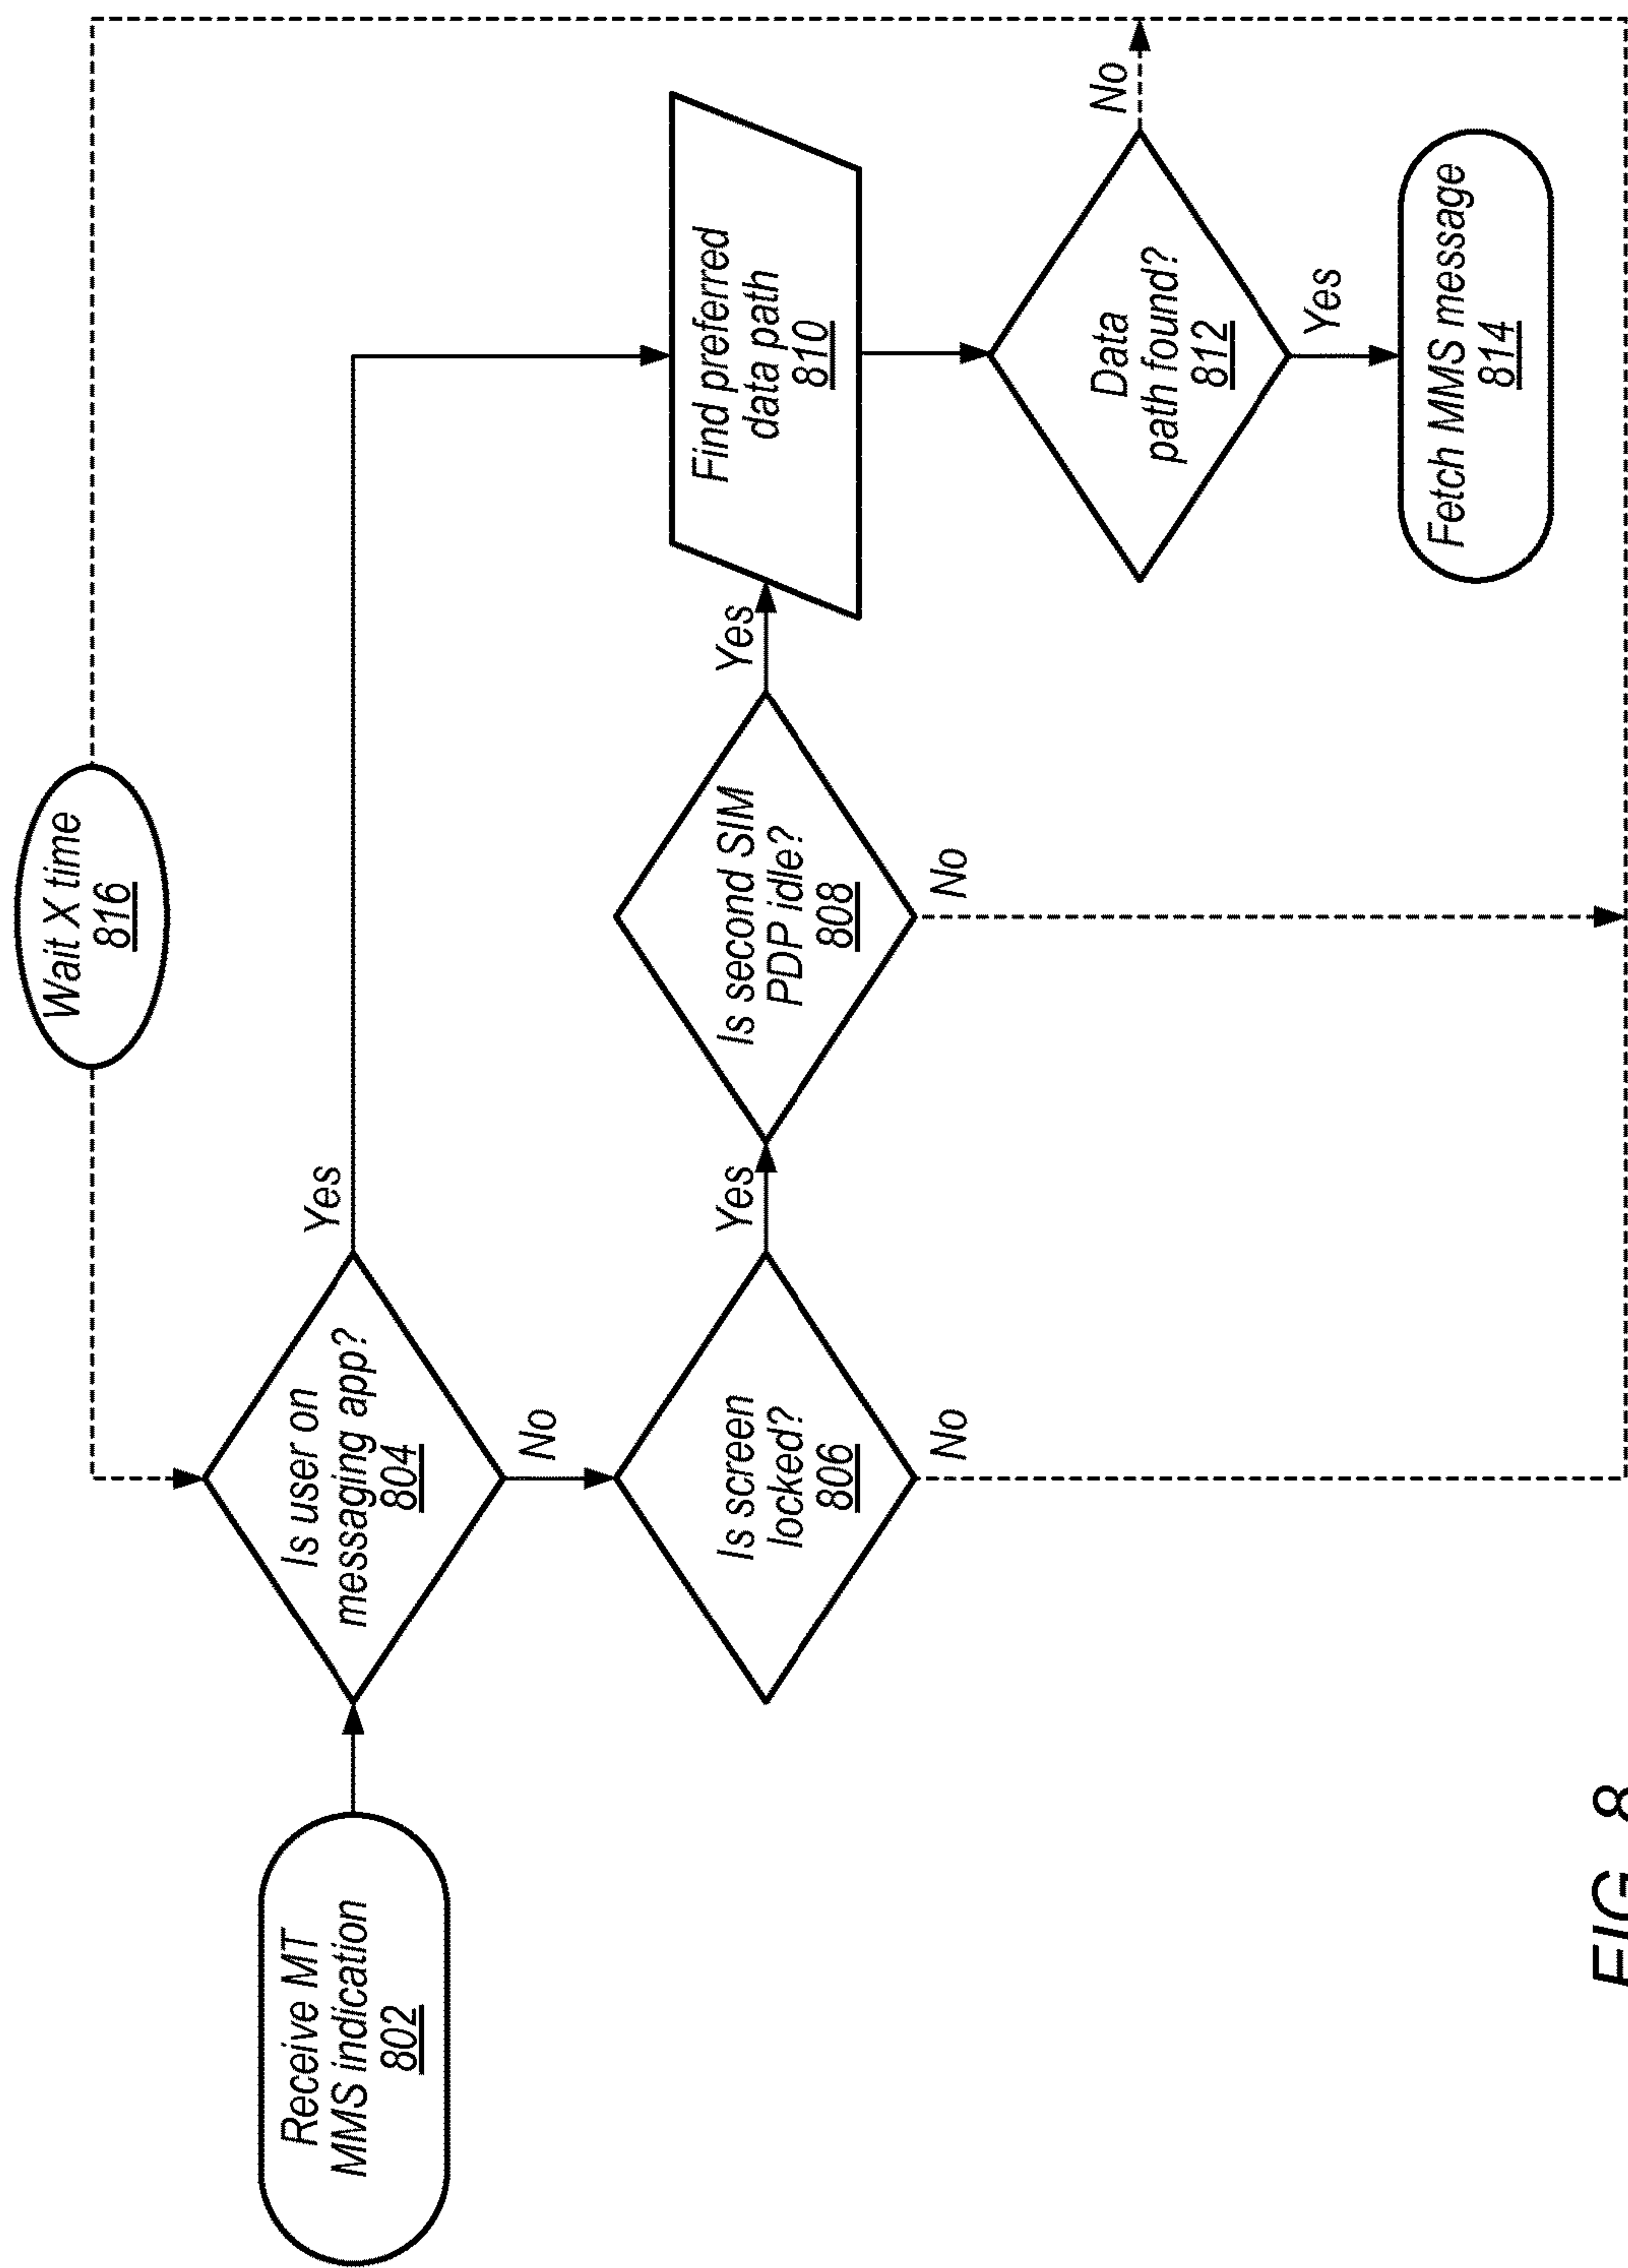 Wait X time
816
Receive MT
MMS indication
802
Is user on
messaging app?
804
Yes
No
Is screen
locked?
806
Yes
No
Is second SIM
PDP idle?
808
Yes
No
Find preferred
data path
810
Data
path found?
812
No
Yes
Fetch MMS message
814
FIG. 8